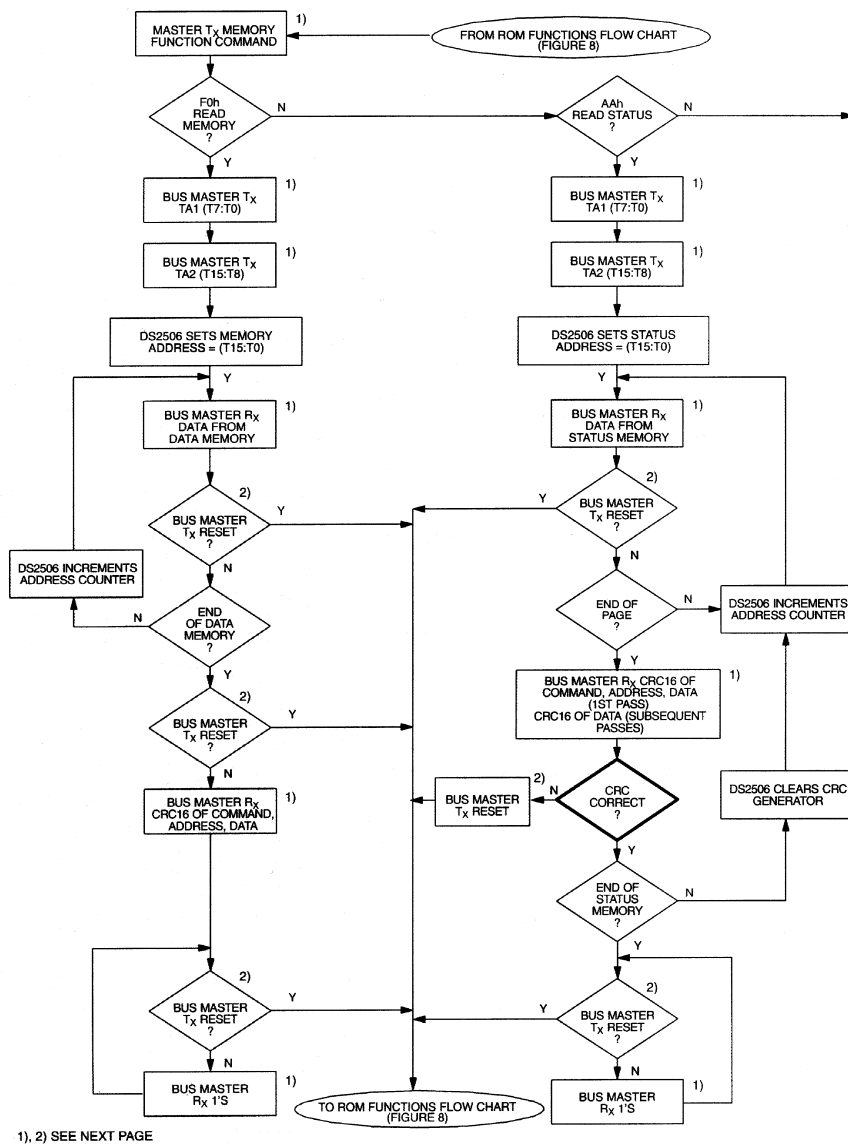 MASTER TX MEMORY
FUNCTION COMMAND
1)
FROM ROM FUNCTIONS FLOW CHART
(FIGURE 8)
F0h
READ
MEMORY
?
N
Y
AAh
READ STATUS
?
N
Y
BUS MASTER TX
TA1 (T7:T0)
1)
BUS MASTER TX
TA1 (T7:T0)
1)
BUS MASTER TX
TA2 (T15:T8)
1)
BUS MASTER TX
TA2 (T15:T8)
1)
DS2506 SETS MEMORY
ADDRESS = (T15:T0)
Y
DS2506 SETS STATUS
ADDRESS = (T15:T0)
Y
BUS MASTER RX
DATA FROM
DATA MEMORY
1)
BUS MASTER RX
DATA FROM
STATUS MEMORY
1)
2)
BUS MASTER
TX RESET
?
Y
N
2)
BUS MASTER
TX RESET
?
Y
N
DS2506 INCREMENTS
ADDRESS COUNTER
END
OF DATA
MEMORY
?
N
Y
END OF
PAGE
?
N
Y
DS2506 INCREMENTS
ADDRESS COUNTER
2)
BUS MASTER
TX RESET
?
Y
N
BUS MASTER RX CRC16 OF
COMMAND, ADDRESS, DATA
(1ST PASS)
CRC16 OF DATA (SUBSEQUENT
PASSES)
1)
BUS MASTER RX
CRC16 OF COMMAND,
ADDRESS, DATA
1)
BUS MASTER
TX RESET
2)
N
CRC
CORRECT
?
Y
DS2506 CLEARS CRC
GENERATOR
END OF
STATUS
MEMORY
?
N
Y
2)
BUS MASTER
TX RESET
?
Y
N
2)
BUS MASTER
TX RESET
?
Y
N
BUS MASTER
RX 1'S
1)
BUS MASTER
RX 1'S
1)
TO ROM FUNCTIONS FLOW CHART
(FIGURE 8)
1), 2) SEE NEXT PAGE